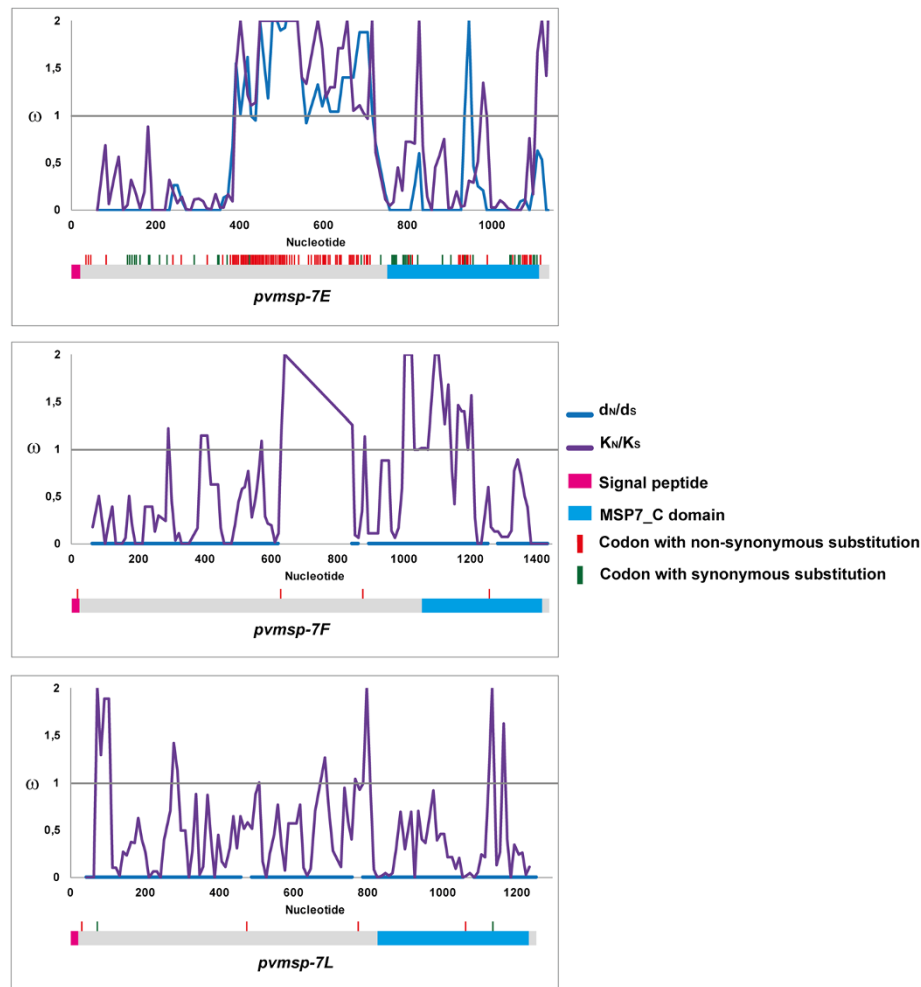 2
1,5
ω
1
0,5
0
0 200 400 600 800 1000
Nucleotide
pvmsp-7E
2
1,5
ω
1
0,5
0
0 200 400 600 800 1000 1200 1400
Nucleotide
pvmsp-7F
dN/dS
KN/KS
Signal peptide
MSP7_C domain
Codon with non-synonymous substitution
Codon with synonymous substitution
2
1,5
ω
1
0,5
0
0 200 400 600 800 1000 1200
Nucleotide
pvmsp-7L